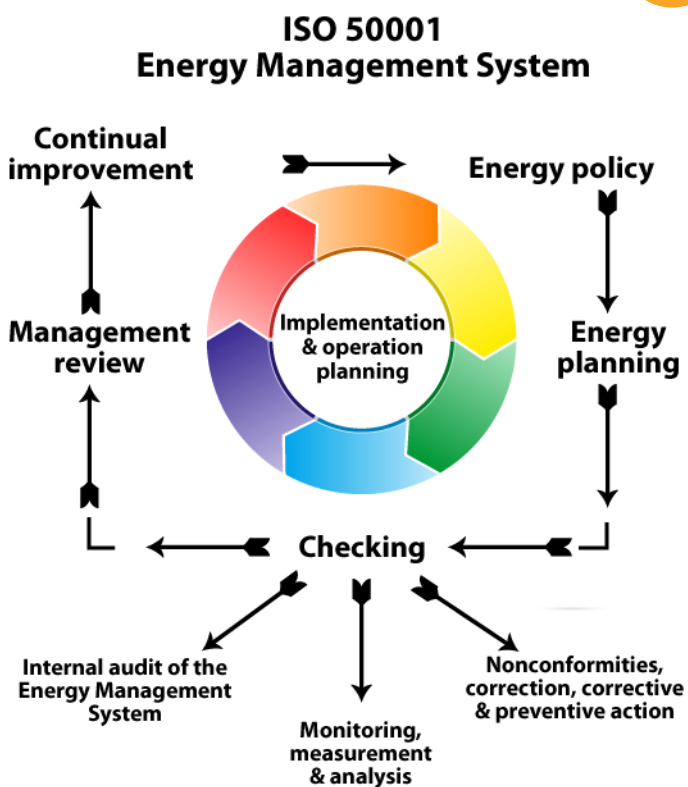 ISO 50001
Energy Management System
Continual
improvement
Energy policy
Management
review
Implementation
& operation
planning
Energy
planning
Checking
Internal audit of the
Energy Management
System
Monitoring,
measurement
& analysis
Nonconformities,
correction, corrective
& preventive action